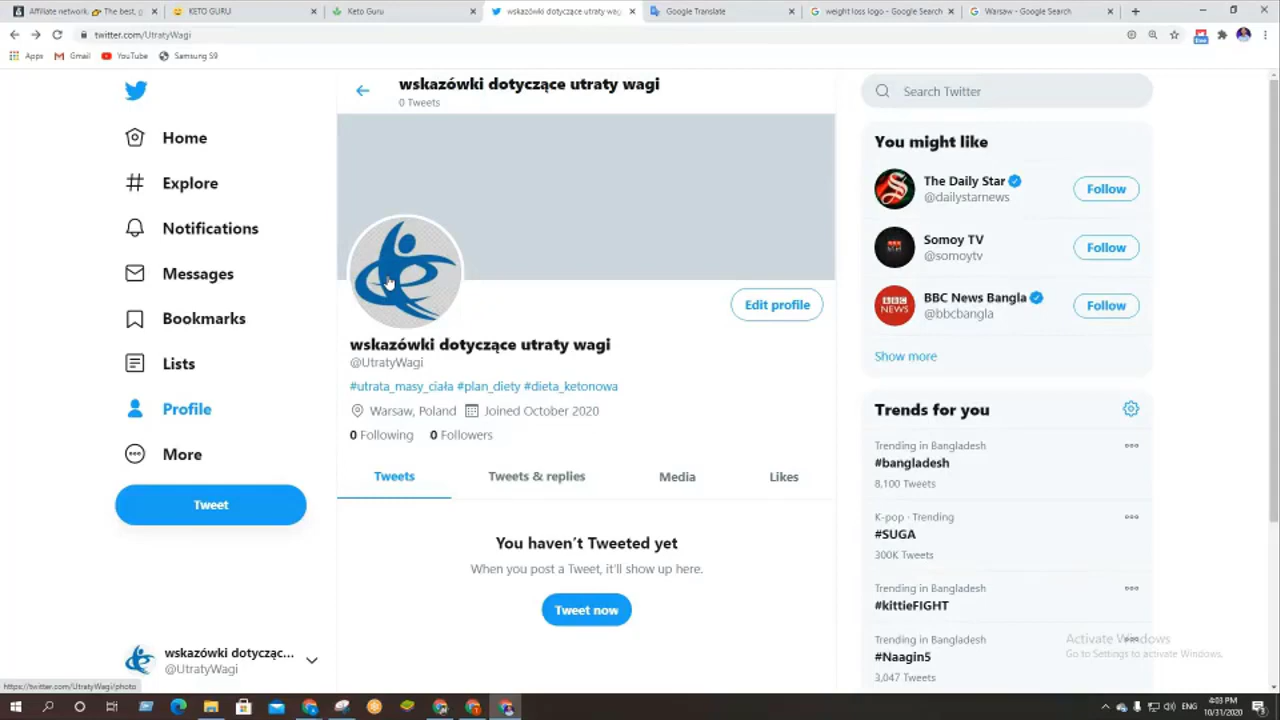 Affiliate network. 👉 The best, g
KETO GURU
Keto Guru
wskazówki dotyczące utraty wag
Google Translate
weight loss logo - Google Search
Warsaw - Google Search
twitter.com/UtratyWagi
Apps
Gmail
YouTube
Samsung S9
Home
Explore
Notifications
Messages
Bookmarks
Lists
Profile
More
Tweet
wskazówki dotycząc...
@UtratyWagi
wskazówki dotyczące utraty wagi
0 Tweets
Edit profile
wskazówki dotyczące utraty wagi
@UtratyWagi
#utrata_masy_ciała #plan_diety #dieta_ketonowa
Warsaw, Poland Joined October 2020
0 Following 0 Followers
Tweets
Tweets & replies
Media
Likes
You haven't Tweeted yet
When you post a Tweet, it'll show up here.
Tweet now
Search Twitter
You might like
The Daily Star
@dailystarnews
Follow
Somoy TV
@somoytv
Follow
BBC NEWS
BBC News Bangla
@bbcbangla
Follow
Show more
Trends for you
Trending in Bangladesh
#bangladesh
8,100 Tweets
K-pop · Trending
#SUGA
300K Tweets
Trending in Bangladesh
#kittieFIGHT
Trending in Bangladesh
#Naagin5
3,047 Tweets
Activate Windows
Go to Settings to activate Windows.
https://twitter.com/UtratyWagi/photo
ENG
4:03 PM
10/31/2020